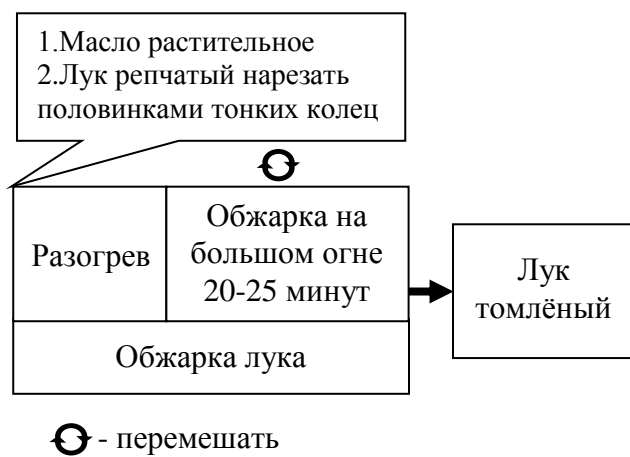 1.Масло растительное
2.Лук репчатый нарезать
половинками тонких колец
Разогрев
Обжарка на
большом огне
20-25 минут
Обжарка лука
Лук
томлёный
- перемешать